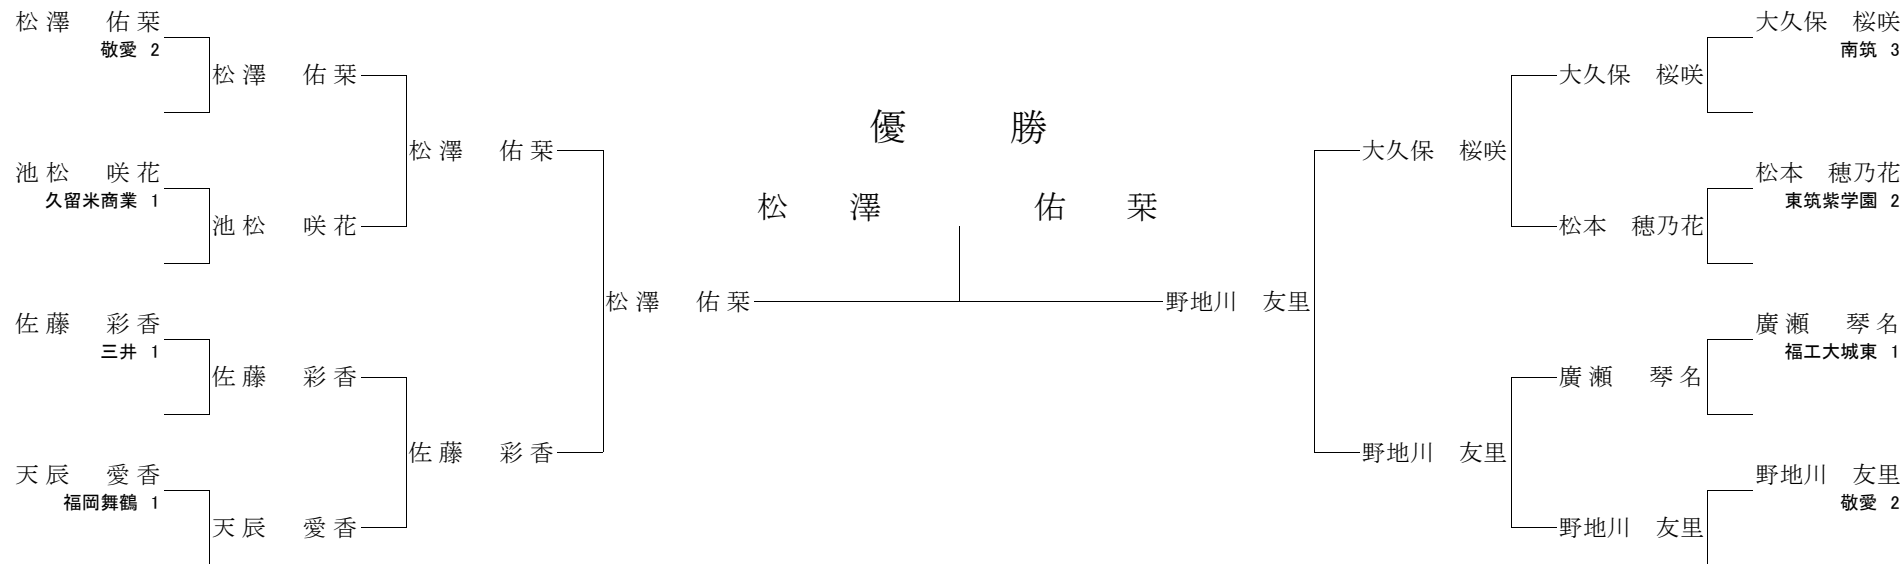 松澤 佑栞
敬愛 2
松澤 佑栞
池松 咲花
久留米商業 1
池松 咲花
松澤 佑栞
佐藤 彩香
三井 1
佐藤 彩香
天辰 愛香
福岡舞鶴 1
天辰 愛香
佐藤 彩香
松澤 佑栞
優勝
松澤 佑栞
野地川 友里
大久保 桜咲
野地川 友里
大久保 桜咲
松本 穂乃花
廣瀬 琴名
野地川 友里
大久保 桜咲
南筑 3
松本 穂乃花
東筑紫学園 2
廣瀬 琴名
福工大城東 1
野地川 友里
敬愛 2